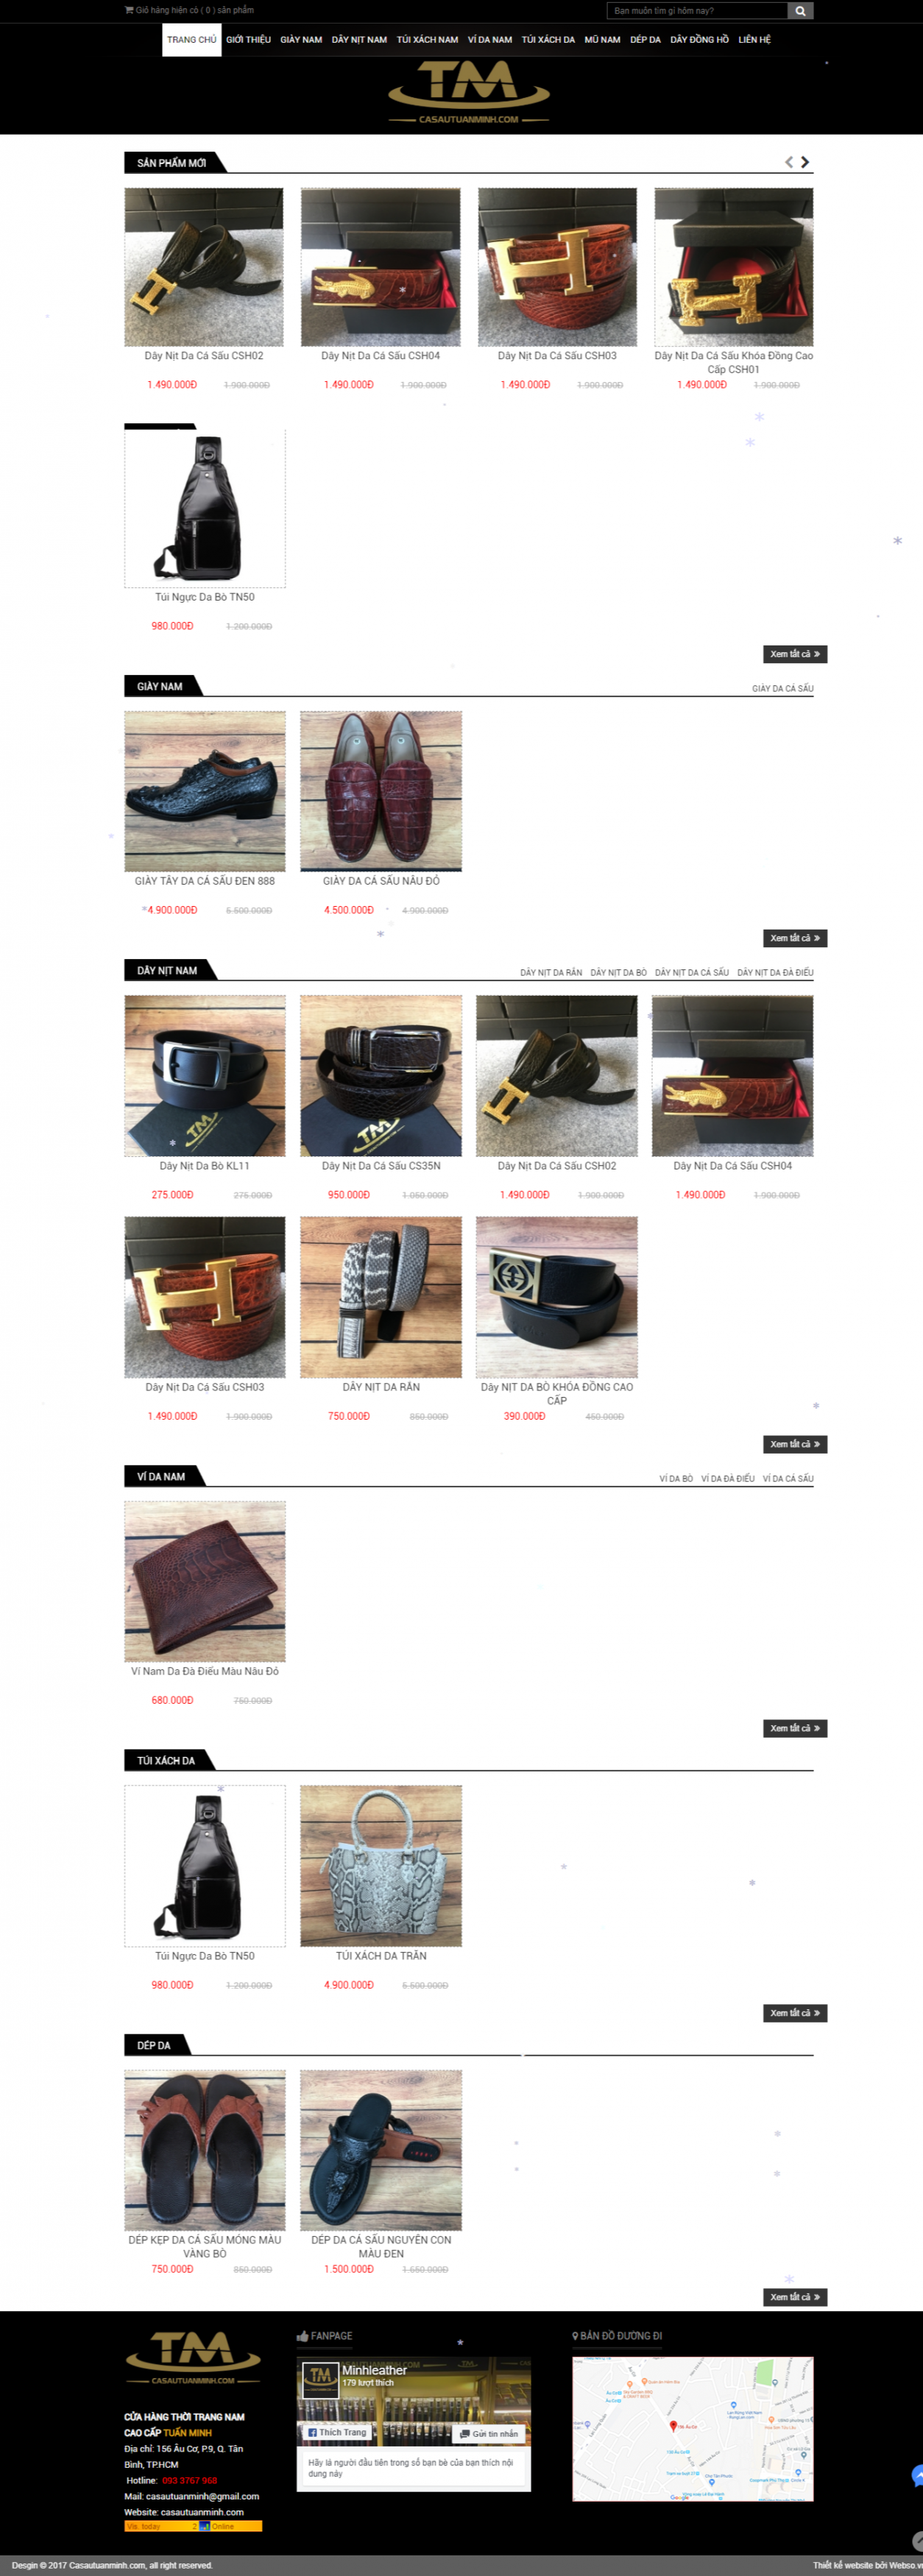 Giỏ hàng hiện có ( 0 ) sản phẩm
Bạn muốn tìm gì hôm nay?
TRANG CHỦ GIỚI THIỆU GIÀY NAM DÂY NỊT NAM TÚI XÁCH NAM VÍ DA NAM TÚI XÁCH DA MŨ NAM DÉP DA DÂY ĐỒNG HỒ LIÊN HỆ
TM
CASAUTUANMINH.COM
SẢN PHẨM MỚI
Dây Nịt Da Cá Sấu CSH02
1.490.000Đ 1.900.000Đ
Dây Nịt Da Cá Sấu CSH04
1.490.000Đ 1.900.000Đ
Dây Nịt Da Cá Sấu CSH03
1.490.000Đ 1.900.000Đ
Dây Nịt Da Cá Sấu Khóa Đồng Cao
Cấp CSH01
1.490.000Đ 1.900.000Đ
Túi Ngực Da Bò TN50
980.000Đ 1.200.000Đ
Xem tất cả »
GIÀY NAM
GIÀY DA CÁ SẤU
GIÀY TÂY DA CÁ SẤU ĐEN 888
4.900.000Đ 5.500.000Đ
GIÀY DA CÁ SẤU NÂU ĐỎ
4.500.000Đ 4.900.000Đ
Xem tất cả »
DÂY NỊT NAM
DÂY NỊT DA RẮN DÂY NỊT DA BÒ DÂY NỊT DA CÁ SẤU DÂY NỊT DA ĐÀ ĐIỂU
TM
TM
Dây Nịt Da Bò KL11
275.000Đ 275.000Đ
Dây Nịt Da Cá Sấu CS35N
950.000Đ 1.050.000Đ
Dây Nịt Da Cá Sấu CSH02
1.490.000Đ 1.900.000Đ
Dây Nịt Da Cá Sấu CSH04
1.490.000Đ 1.900.000Đ
Dây Nịt Da Cá Sấu CSH03
1.490.000Đ 1.900.000Đ
DÂY NỊT DA RẮN
750.000Đ 850.000Đ
Dây NỊT DA BÒ KHÓA ĐỒNG CAO
CẤP
390.000Đ 450.000Đ
Xem tất cả »
VÍ DA NAM
VÍ DA BÒ VÍ DA ĐÀ ĐIỂU VÍ DA CÁ SẤU
Ví Nam Da Đà Điểu Màu Nâu Đỏ
680.000Đ 750.000Đ
Xem tất cả »
TÚI XÁCH DA
Túi Ngực Da Bò TN50
980.000Đ 1.200.000Đ
TÚI XÁCH DA TRĂN
4.900.000Đ 5.500.000Đ
Xem tất cả »
DÉP DA
DÉP KẸP DA CÁ SẤU MÓNG MÀU
VÀNG BÒ
750.000Đ 850.000Đ
DÉP DA CÁ SẤU NGUYÊN CON
MÀU ĐEN
1.500.000Đ 1.650.000Đ
Xem tất cả »
TM
CASAUTUANMINH.COM
CỬA HÀNG THỜI TRANG NAM
CAO CẤP TUẤN MINH
Địa chỉ: 156 Âu Cơ, P.9, Q. Tân
Bình, TP.HCM
Hotline: 093 3767 968
Mail: casautuanminh@gmail.com
Website: casautuanminh.com
Vis. today 2 Online
FANPAGE
Minhleather
179 lượt thích
Thích Trang
Gửi tin nhắn
Hãy là người đầu tiên trong số bạn bè của bạn thích nội
dung này
BẢN ĐỒ ĐƯỜNG ĐI
156 Âu Cơ
Google
Desgin © 2017 Casautuanminh.com, all right reserved.
Thiết kế website bởi Webso.v